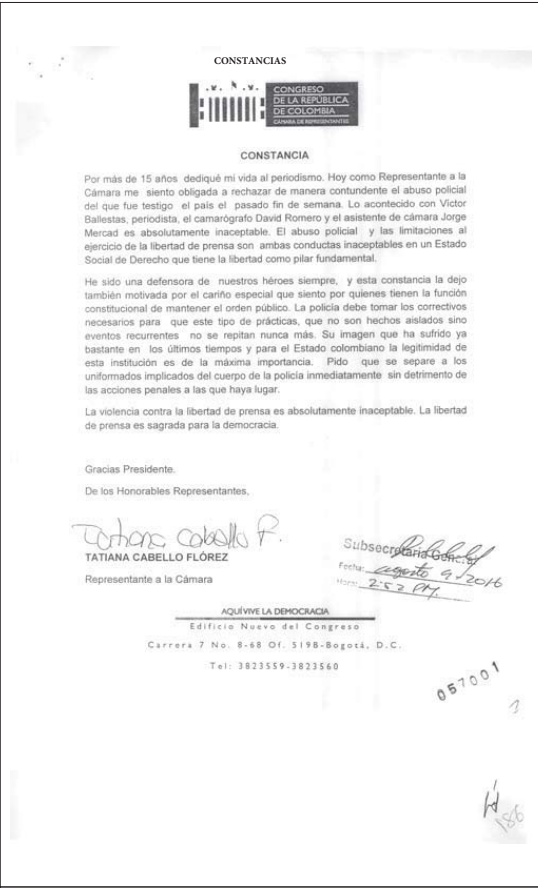 CONSTANCIAS
CONGRESO
DE LA REPÚBLICA
DE COLOMBIA
CÁMARA DE REPRESENTANTES
CONSTANCIA
Por más de 15 años dediqué mi vida al periodismo. Hoy como Representante a la
Cámara me siento obligada a rechazar de manera contundente el abuso policial
del que fue testigo el país el pasado fin de semana. Lo acontecido con Víctor
Ballestas, periodista, el camarógrafo David Romero y el asistente de cámara Jorge
Mercad es absolutamente inaceptable. El abuso policial y las limitaciones al
ejercicio de la libertad de prensa son ambas conductas inaceptables en un Estado
Social de Derecho que tiene la libertad como pilar fundamental.
He sido una defensora de nuestros héroes siempre, y esta constancia la dejo
también motivada por el cariño especial que siento por quienes tienen la función
constitucional de mantener el orden público. La policía debe tomar los correctivos
necesarios para que este tipo de prácticas, que no son hechos aislados sino
eventos recurrentes no se repitan nunca más. Su imagen que ha sufrido ya
bastante en los últimos tiempos y para el Estado colombiano la legitimidad de
esta institución es de la máxima importancia. Pido que se separe a los
uniformados implicados del cuerpo de la policía inmediatamente sin detrimento de
las acciones penales a las que haya lugar.
La violencia contra la libertad de prensa es absolutamente inaceptable. La libertad
de prensa es sagrada para la democracia.
Gracias Presidente.
De los Honorables Representantes,
Tatiana Cabello F.
TATIANA CABELLO FLÓREZ
Representante a la Cámara
Subsecretaría General
Fecha: agosto 9/2016
Hora: 2:52 PM.
AQUÍ VIVE LA DEMOCRACIA
Edificio Nuevo del Congreso
Carrera 7 No. 8-68 Of. 519B-Bogotá, D.C.
Tel: 3823559-3823560
057001
3
186